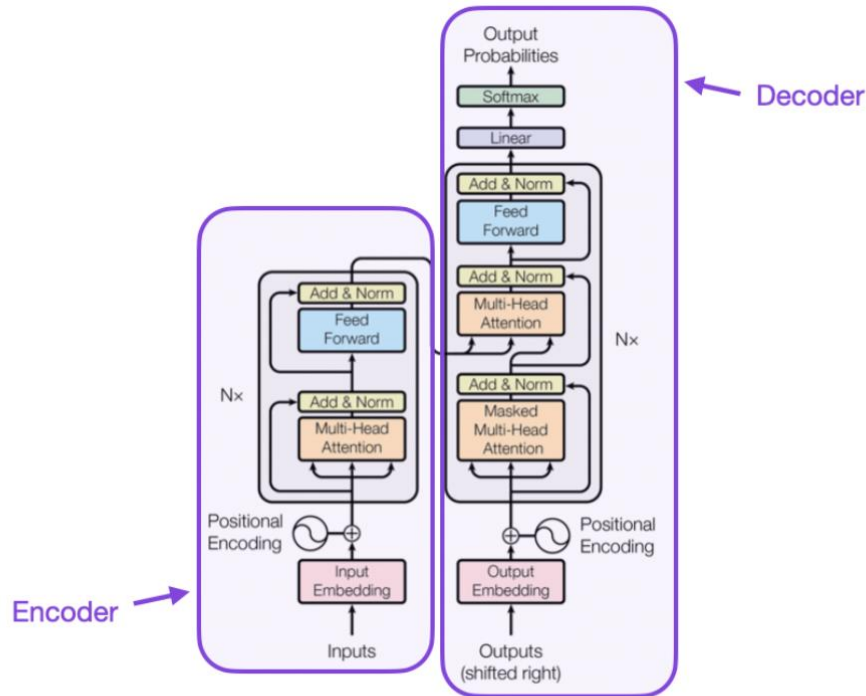 Output
Probabilities
Softmax
Linear
Add & Norm
Feed
Forward
Add & Norm
Multi-Head
Attention
Add & Norm
Masked
Multi-Head
Attention
Nx
Positional
Encoding
Output
Embedding
Outputs
(shifted right)
Decoder
Add & Norm
Feed
Forward
Add & Norm
Multi-Head
Attention
Nx
Positional
Encoding
Input
Embedding
Inputs
Encoder